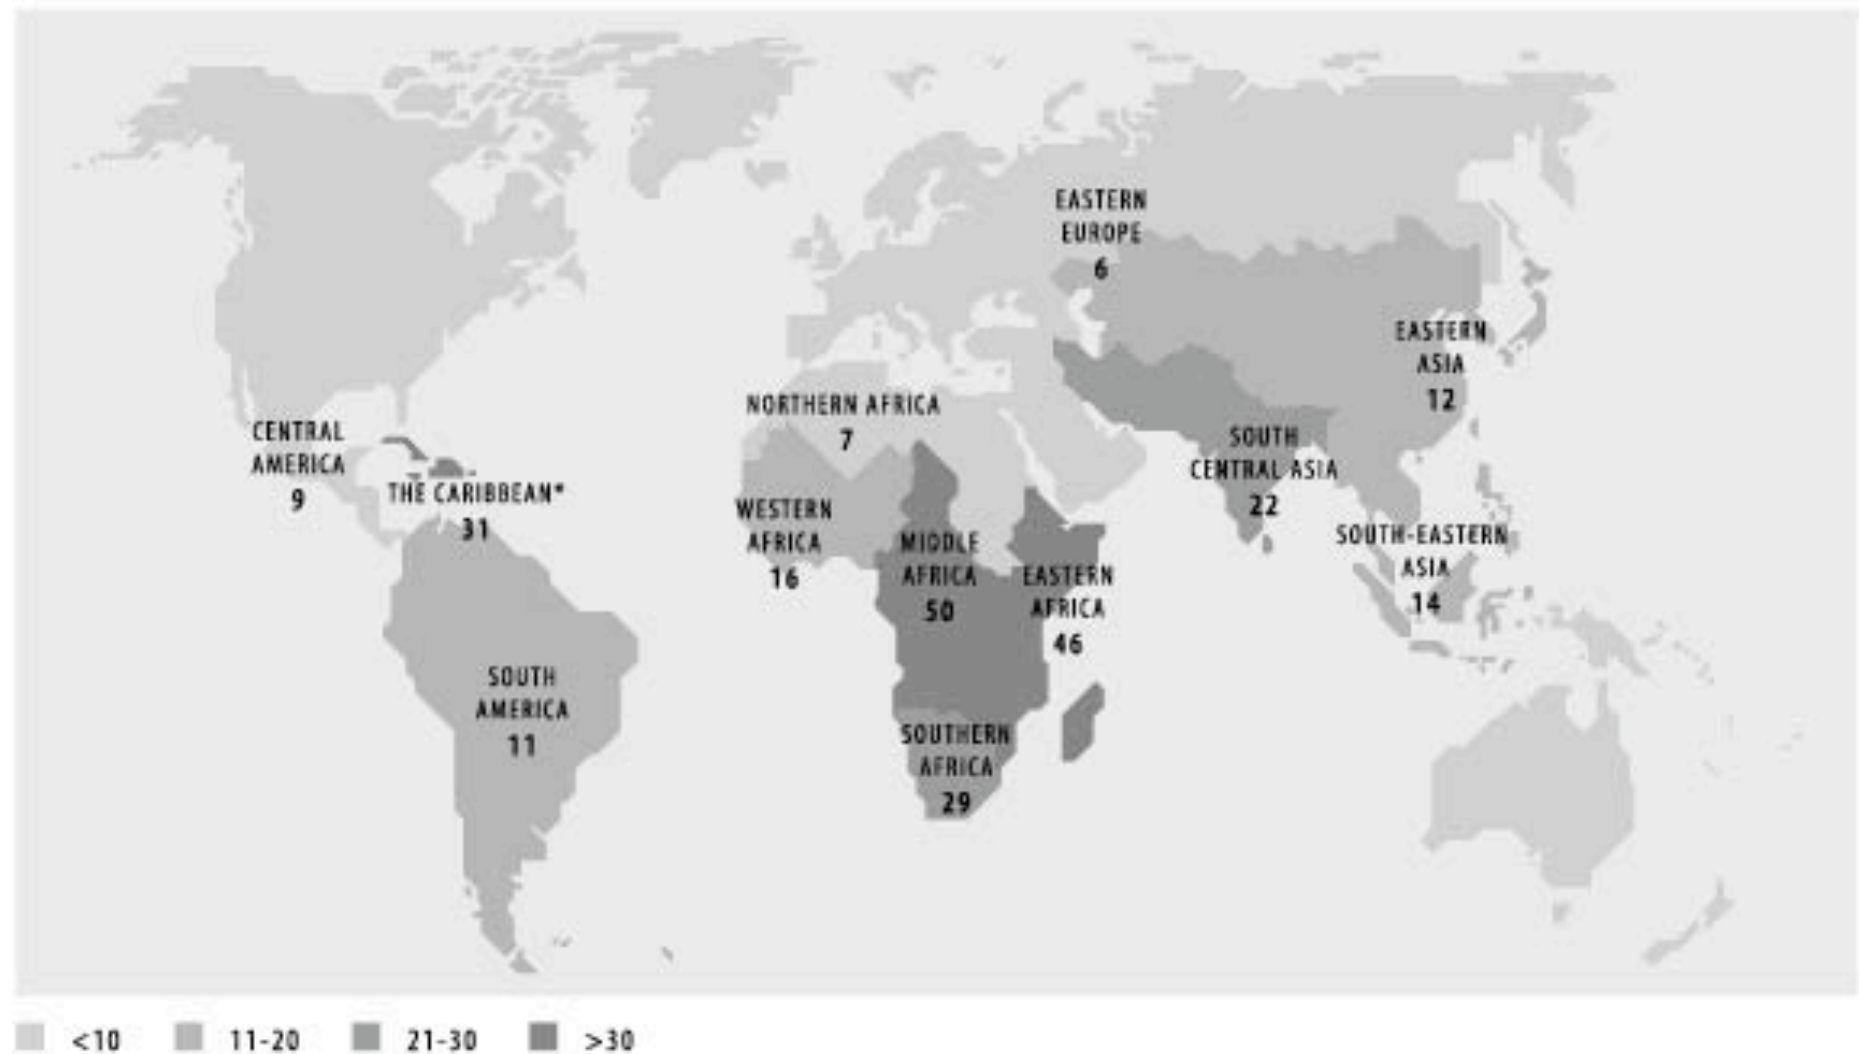 EASTERN
EUROPE
6
EASTERN
ASIA
12
NORTHERN AFRICA
7
CENTRAL
AMERICA
9
SOUTH
CENTRAL ASIA
22
THE CARIBBEAN*
31
WESTERN
AFRICA
16
MIDDLE
AFRICA
50
SOUTH-EASTERN
ASIA
14
EASTERN
AFRICA
46
SOUTH
AMERICA
11
SOUTHERN
AFRICA
29
<10 11-20 21-30 >30